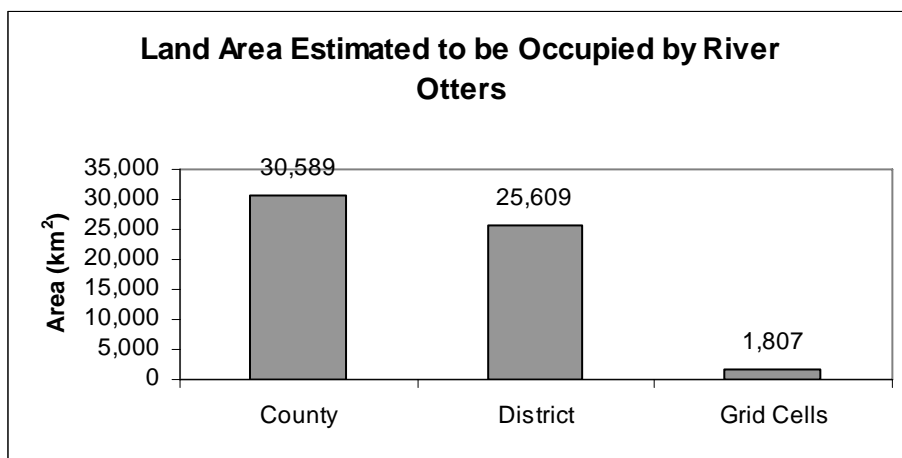 Land Area Estimated to be Occupied by River
Otters
Area (km²)
35,000
30,000
25,000
20,000
15,000
10,000
5,000
0
30,589
25,609
1,807
County
District
Grid Cells